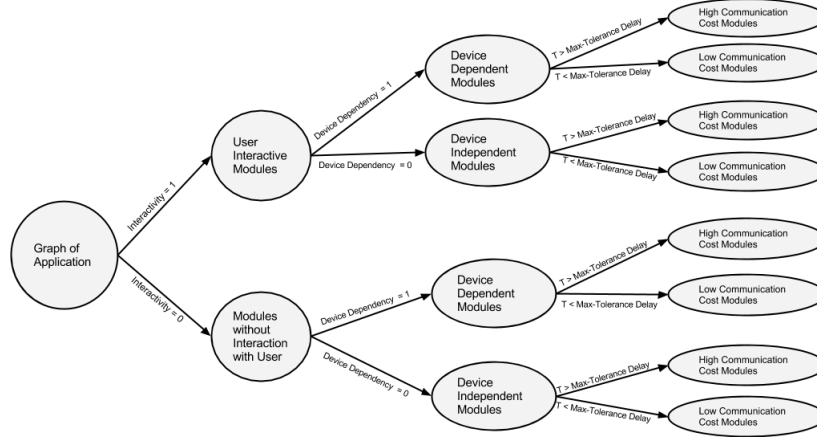 Graph of
Application
Interactivity = 1
Interactivity = 0
User
Interactive
Modules
Modules
without
Interaction
with User
Device Dependency = 1
Device Dependency = 0
Device Dependency = 1
Device Dependency = 0
Device
Dependent
Modules
Device
Independent
Modules
Device
Dependent
Modules
Device
Independent
Modules
T > Max-Tolerance Delay
T < Max-Tolerance Delay
T > Max-Tolerance Delay
T < Max-Tolerance Delay
T > Max-Tolerance Delay
T < Max-Tolerance Delay
T > Max-Tolerance Delay
T < Max-Tolerance Delay
High Communication
Cost Modules
Low Communication
Cost Modules
High Communication
Cost Modules
Low Communication
Cost Modules
High Communication
Cost Modules
Low Communication
Cost Modules
High Communication
Cost Modules
Low Communication
Cost Modules